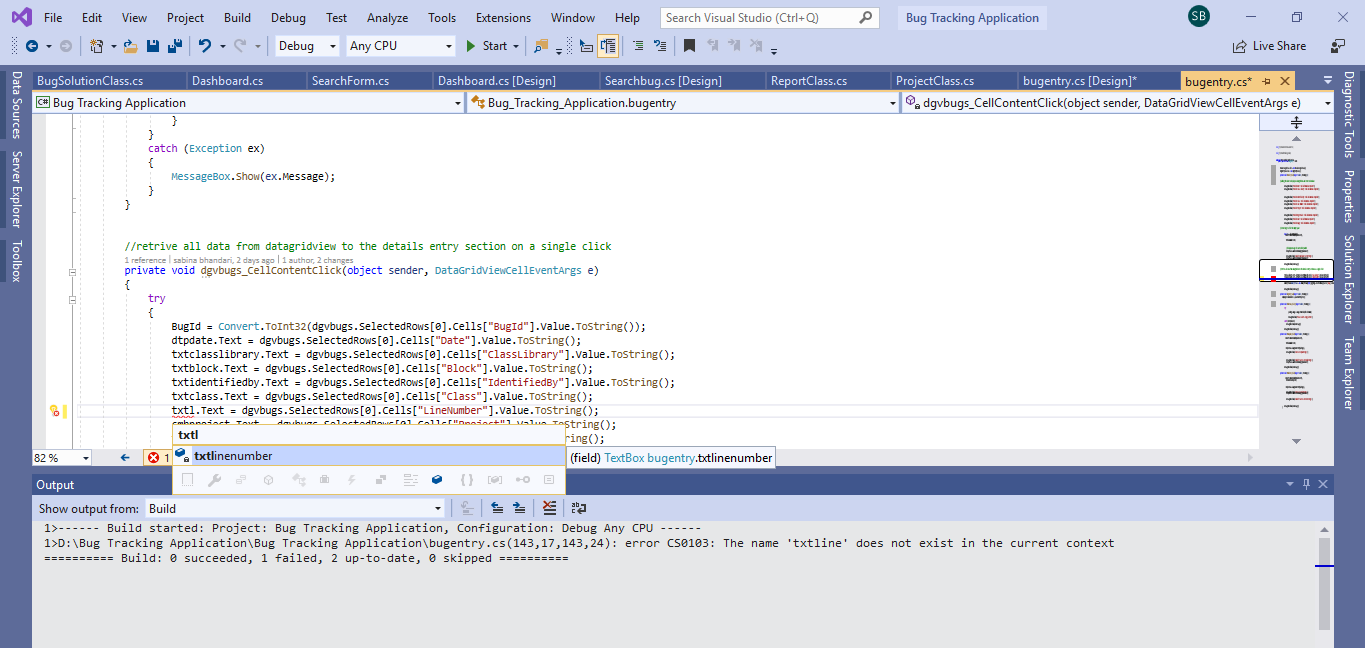 File Edit View Project Build Debug Test Analyze Tools Extensions Window Help Search Visual Studio (Ctrl+Q) Bug Tracking Application SB
Debug Any CPU Start Live Share
BugSolutionClass.cs Dashboard.cs SearchForm.cs Dashboard.cs [Design] Searchbug.cs [Design] ReportClass.cs ProjectClass.cs bugentry.cs [Design]* bugentry.cs*
C# Bug Tracking Application Bug_Tracking_Application.bugentry dgvbugs_CellContentClick(object sender, DataGridViewCellEventArgs e)
Data Sources
Server Explorer
Toolbox
Diagnostic Tools
Properties
Solution Explorer
Team Explorer
}
}
catch (Exception ex)
{
MessageBox.Show(ex.Message);
}
}
//retrive all data from datagridview to the details entry section on a single click
1 reference | sabina bhandari, 2 days ago | 1 author, 2 changes
private void dgvbugs_CellContentClick(object sender, DataGridViewCellEventArgs e)
{
try
{
BugId = Convert.ToInt32(dgvbugs.SelectedRows[0].Cells["BugId"].Value.ToString());
dtpdate.Text = dgvbugs.SelectedRows[0].Cells["Date"].Value.ToString();
txtclasslibrary.Text = dgvbugs.SelectedRows[0].Cells["ClassLibrary"].Value.ToString();
txtblock.Text = dgvbugs.SelectedRows[0].Cells["Block"].Value.ToString();
txtidentifiedby.Text = dgvbugs.SelectedRows[0].Cells["IdentifiedBy"].Value.ToString();
txtclass.Text = dgvbugs.SelectedRows[0].Cells["Class"].Value.ToString();
txtl.Text = dgvbugs.SelectedRows[0].Cells["LineNumber"].Value.ToString();
cmbproject.Text = dgvbugs.SelectedRows[0].Cells["Project"].Value.ToString();
tring();
txtl
txtlinenumber
(field) TextBox bugentry.txtlinenumber
82 % 1
Output
Show output from: Build
1>------ Build started: Project: Bug Tracking Application, Configuration: Debug Any CPU ------
1>D:\Bug Tracking Application\Bug Tracking Application\bugentry.cs(143,17,143,24): error CS0103: The name 'txtline' does not exist in the current context
========== Build: 0 succeeded, 1 failed, 2 up-to-date, 0 skipped ==========